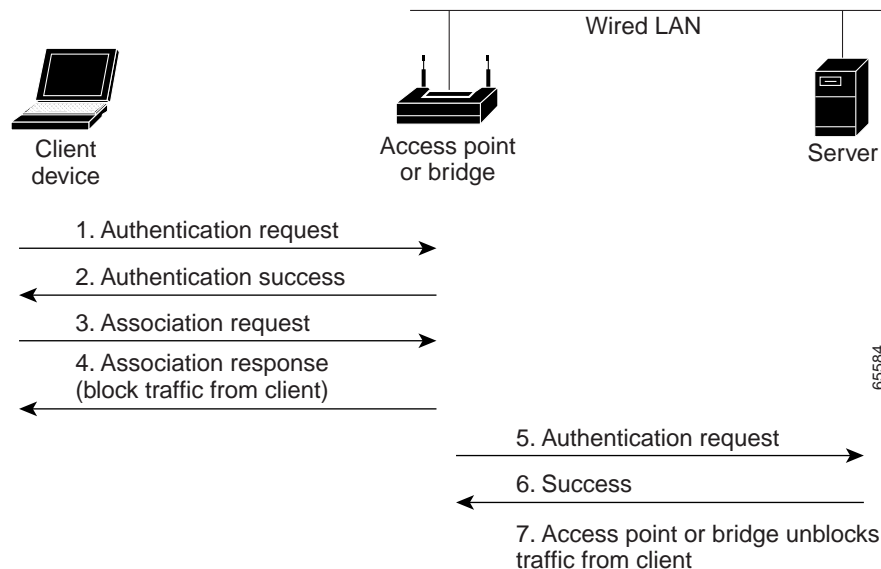 Wired LAN
Client
device
Access point
or bridge
Server
1. Authentication request
2. Authentication success
3. Association request
4. Association response
(block traffic from client)
65584
5. Authentication request
6. Success
7. Access point or bridge unblocks
traffic from client